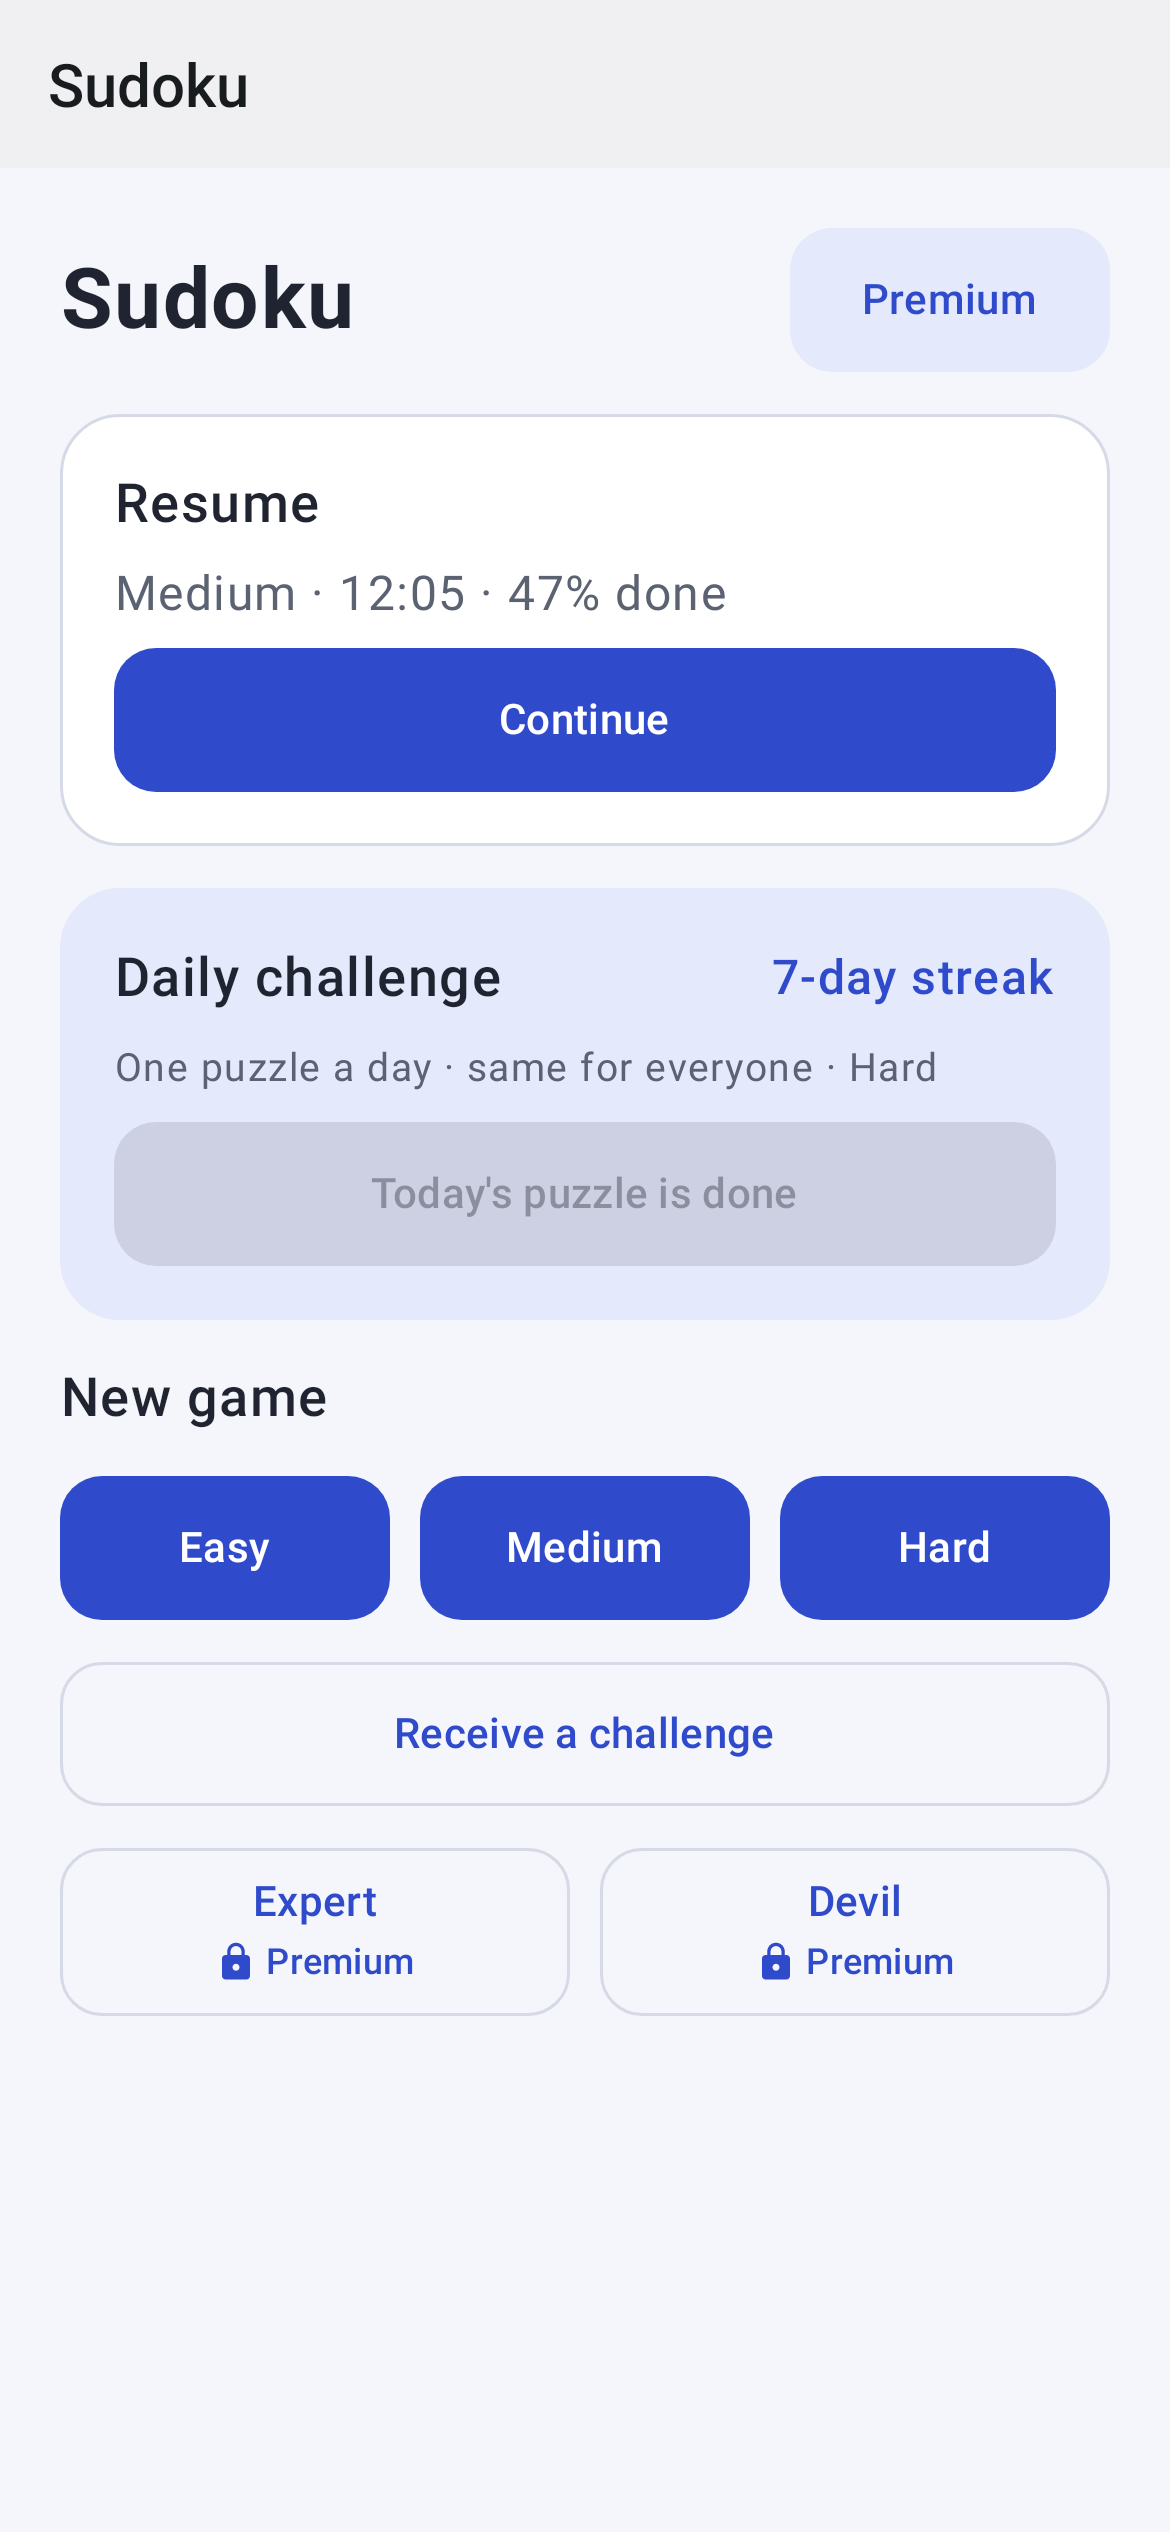 Sudoku
Sudoku
Premium
Resume
Medium · 12:05 · 47% done
Continue
Daily challenge
7-day streak
One puzzle a day · same for everyone · Hard
Today's puzzle is done
New game
Easy
Medium
Hard
Receive a challenge
Expert
Premium
Devil
Premium